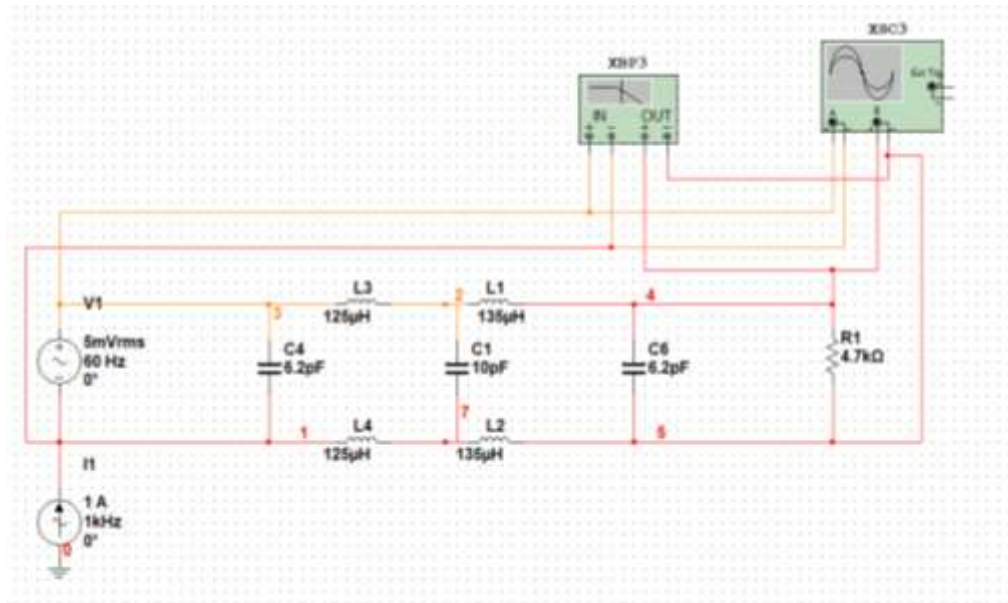 XSC3
XBP3
Ext Trig
IN OUT
A B
V1
5mVrms
60 Hz
0°
3
L3
125µH
2
L1
135µH
4
C4
6.2pF
C1
10pF
C6
6.2pF
R1
4.7kΩ
7
1
L4
125µH
L2
135µH
5
I1
1 A
1kHz
0°
0